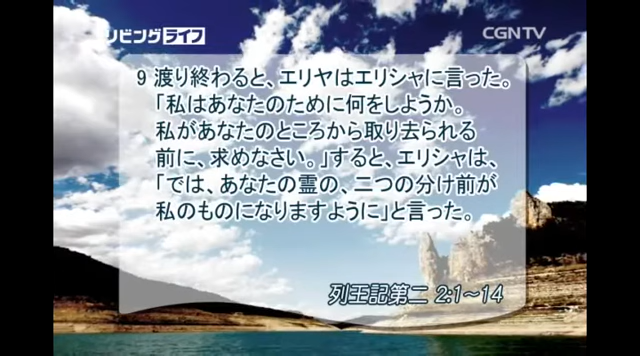 リビングライフ
CGNTV
9 渡り終わると、エリヤはエリシャに言った。
「私はあなたのために何をしようか。
私があなたのところから取り去られる
前に、求めなさい。」すると、エリシャは、
「では、あなたの霊の、二つの分け前が
私のものになりますように」と言った。
列王記第二 2:1～14